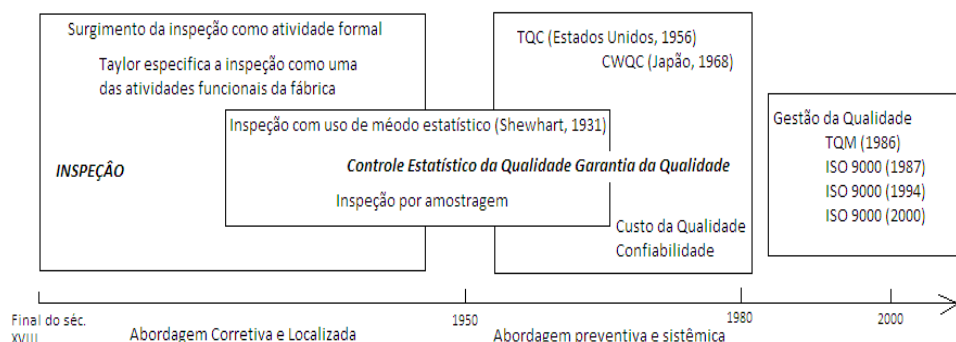 Surgimento da inspeção como atividade formal
Taylor especifica a inspeção como uma
das atividades funcionais da fábrica
INSPEÇÂO
Inspeção com uso de méodo estatístico (Shewhart, 1931)
Controle Estatístico da Qualidade Garantia da Qualidade
Inspeção por amostragem
TQC (Estados Unidos, 1956)
CWQC (Japão, 1968)
Custo da Qualidade
Confiabilidade
Gestão da Qualidade
TQM (1986)
ISO 9000 (1987)
ISO 9000 (1994)
ISO 9000 (2000)
Final do séc.
XVIII
1950
1980
2000
Abordagem Corretiva e Localizada
Abordagem preventiva e sistêmica